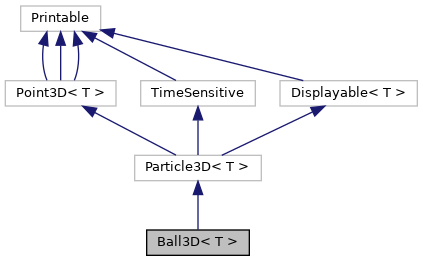 Printable
Point3D< T >
TimeSensitive
Displayable< T >
Particle3D< T >
Ball3D< T >